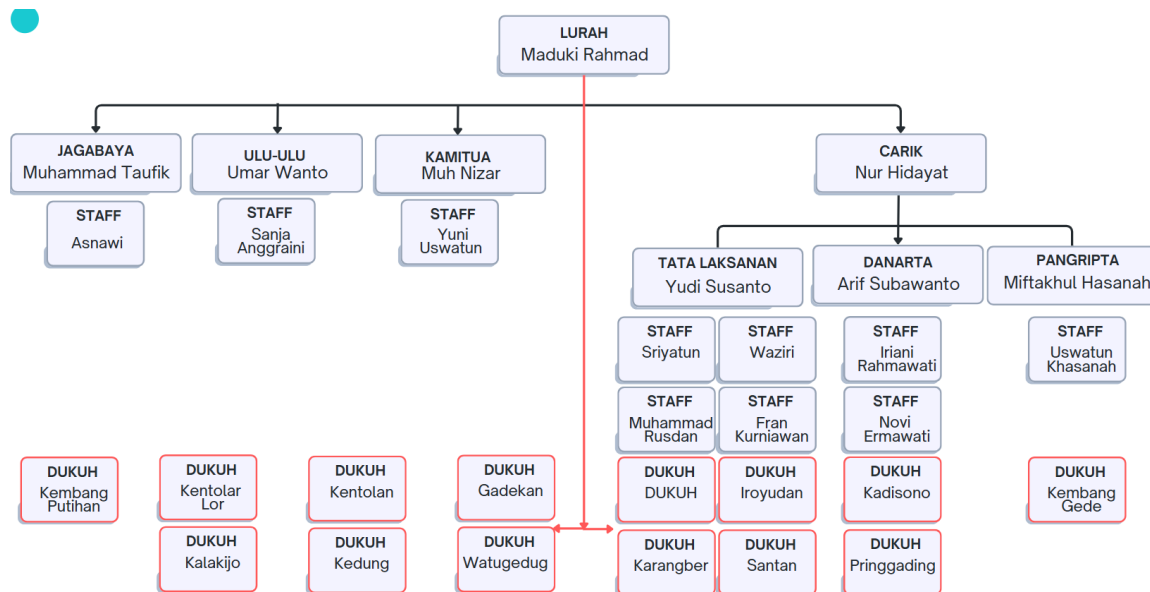 LURAH
Maduki Rahmad
JAGABAYA
Muhammad Taufik
ULU-ULU
Umar Wanto
KAMITUA
Muh Nizar
CARIK
Nur Hidayat
STAFF
Asnawi
STAFF
Sanja
Anggraini
STAFF
Yuni
Uswatun
TATA LAKSANAN
Yudi Susanto
DANARTA
Arif Subawanto
PANGRIPTA
Miftakhul Hasanah
STAFF
Sriyatun
STAFF
Waziri
STAFF
Iriani
Rahmawati
STAFF
Uswatun
Khasanah
STAFF
Muhammad
Rusdan
STAFF
Fran
Kurniawan
STAFF
Novi
Ermawati
DUKUH
Kembang
Putihan
DUKUH
Kentolar
Lor
DUKUH
Kentolan
DUKUH
Gadekan
DUKUH
DUKUH
DUKUH
Iroyudan
DUKUH
Kadisono
DUKUH
Kembang
Gede
DUKUH
Kalakijo
DUKUH
Kedung
DUKUH
Watugedug
DUKUH
Karangber
DUKUH
Santan
DUKUH
Pringgading